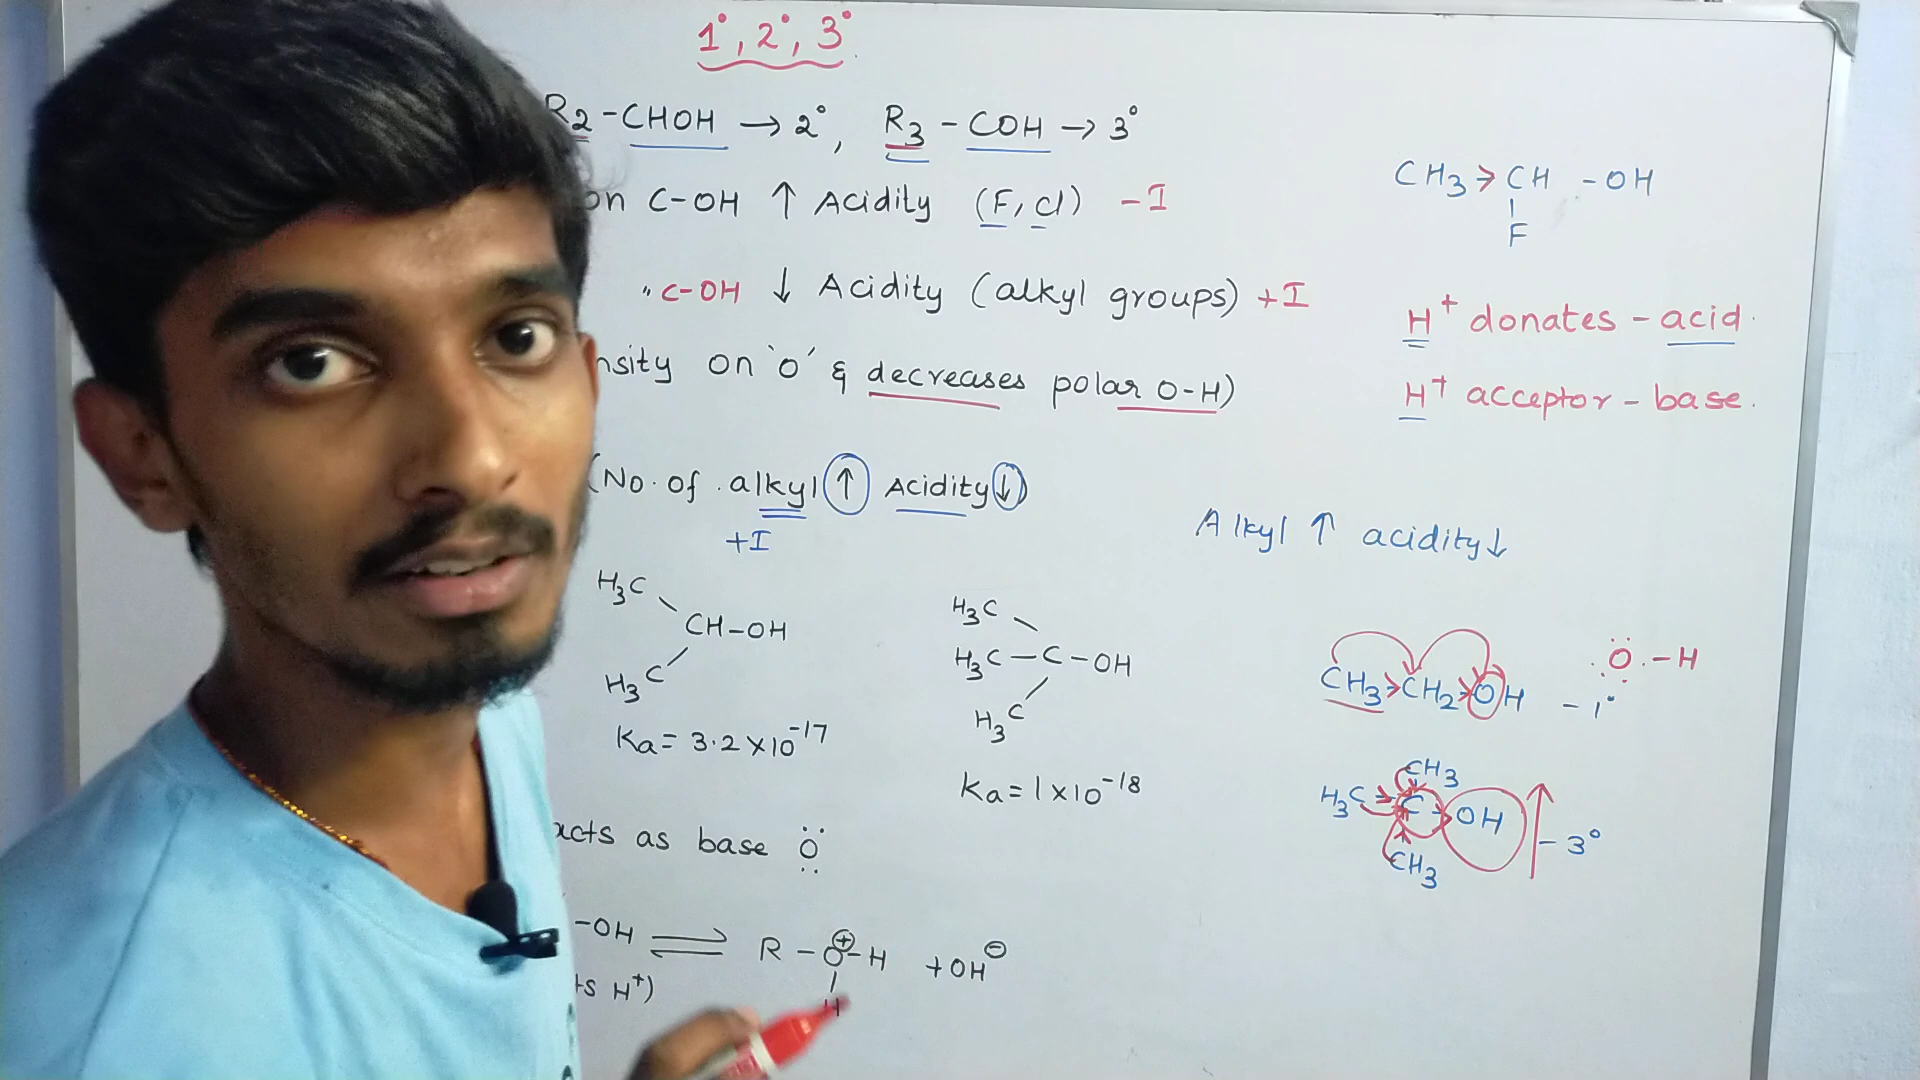 1°, 2°, 3°
R2 - CHOH → 2°, R3 - COH → 3°
on C-OH ↑ Acidity (F, Cl) - I
CH3 > CH - OH
F
" C-OH ↓ Acidity (alkyl groups) + I
H+ donates - acid.
on 'O' & decreases polar O-H)
H+ acceptor - base.
(No. of . alkyl ↑ Acidity ↓)
+I
Alkyl ↑ acidity ↓
H3C
CH-OH
H3C
Ka = 3.2 x 10^-17
H3C
H3C - C - OH
H3C
Ka = 1 x 10^-18
O - H
CH3 > CH2 > OH - 1°
CH3
H3C C OH - 3°
CH3
acts as base Ö
-OH ⇌ R - O⊕ - H + OH⊖
H
H+)